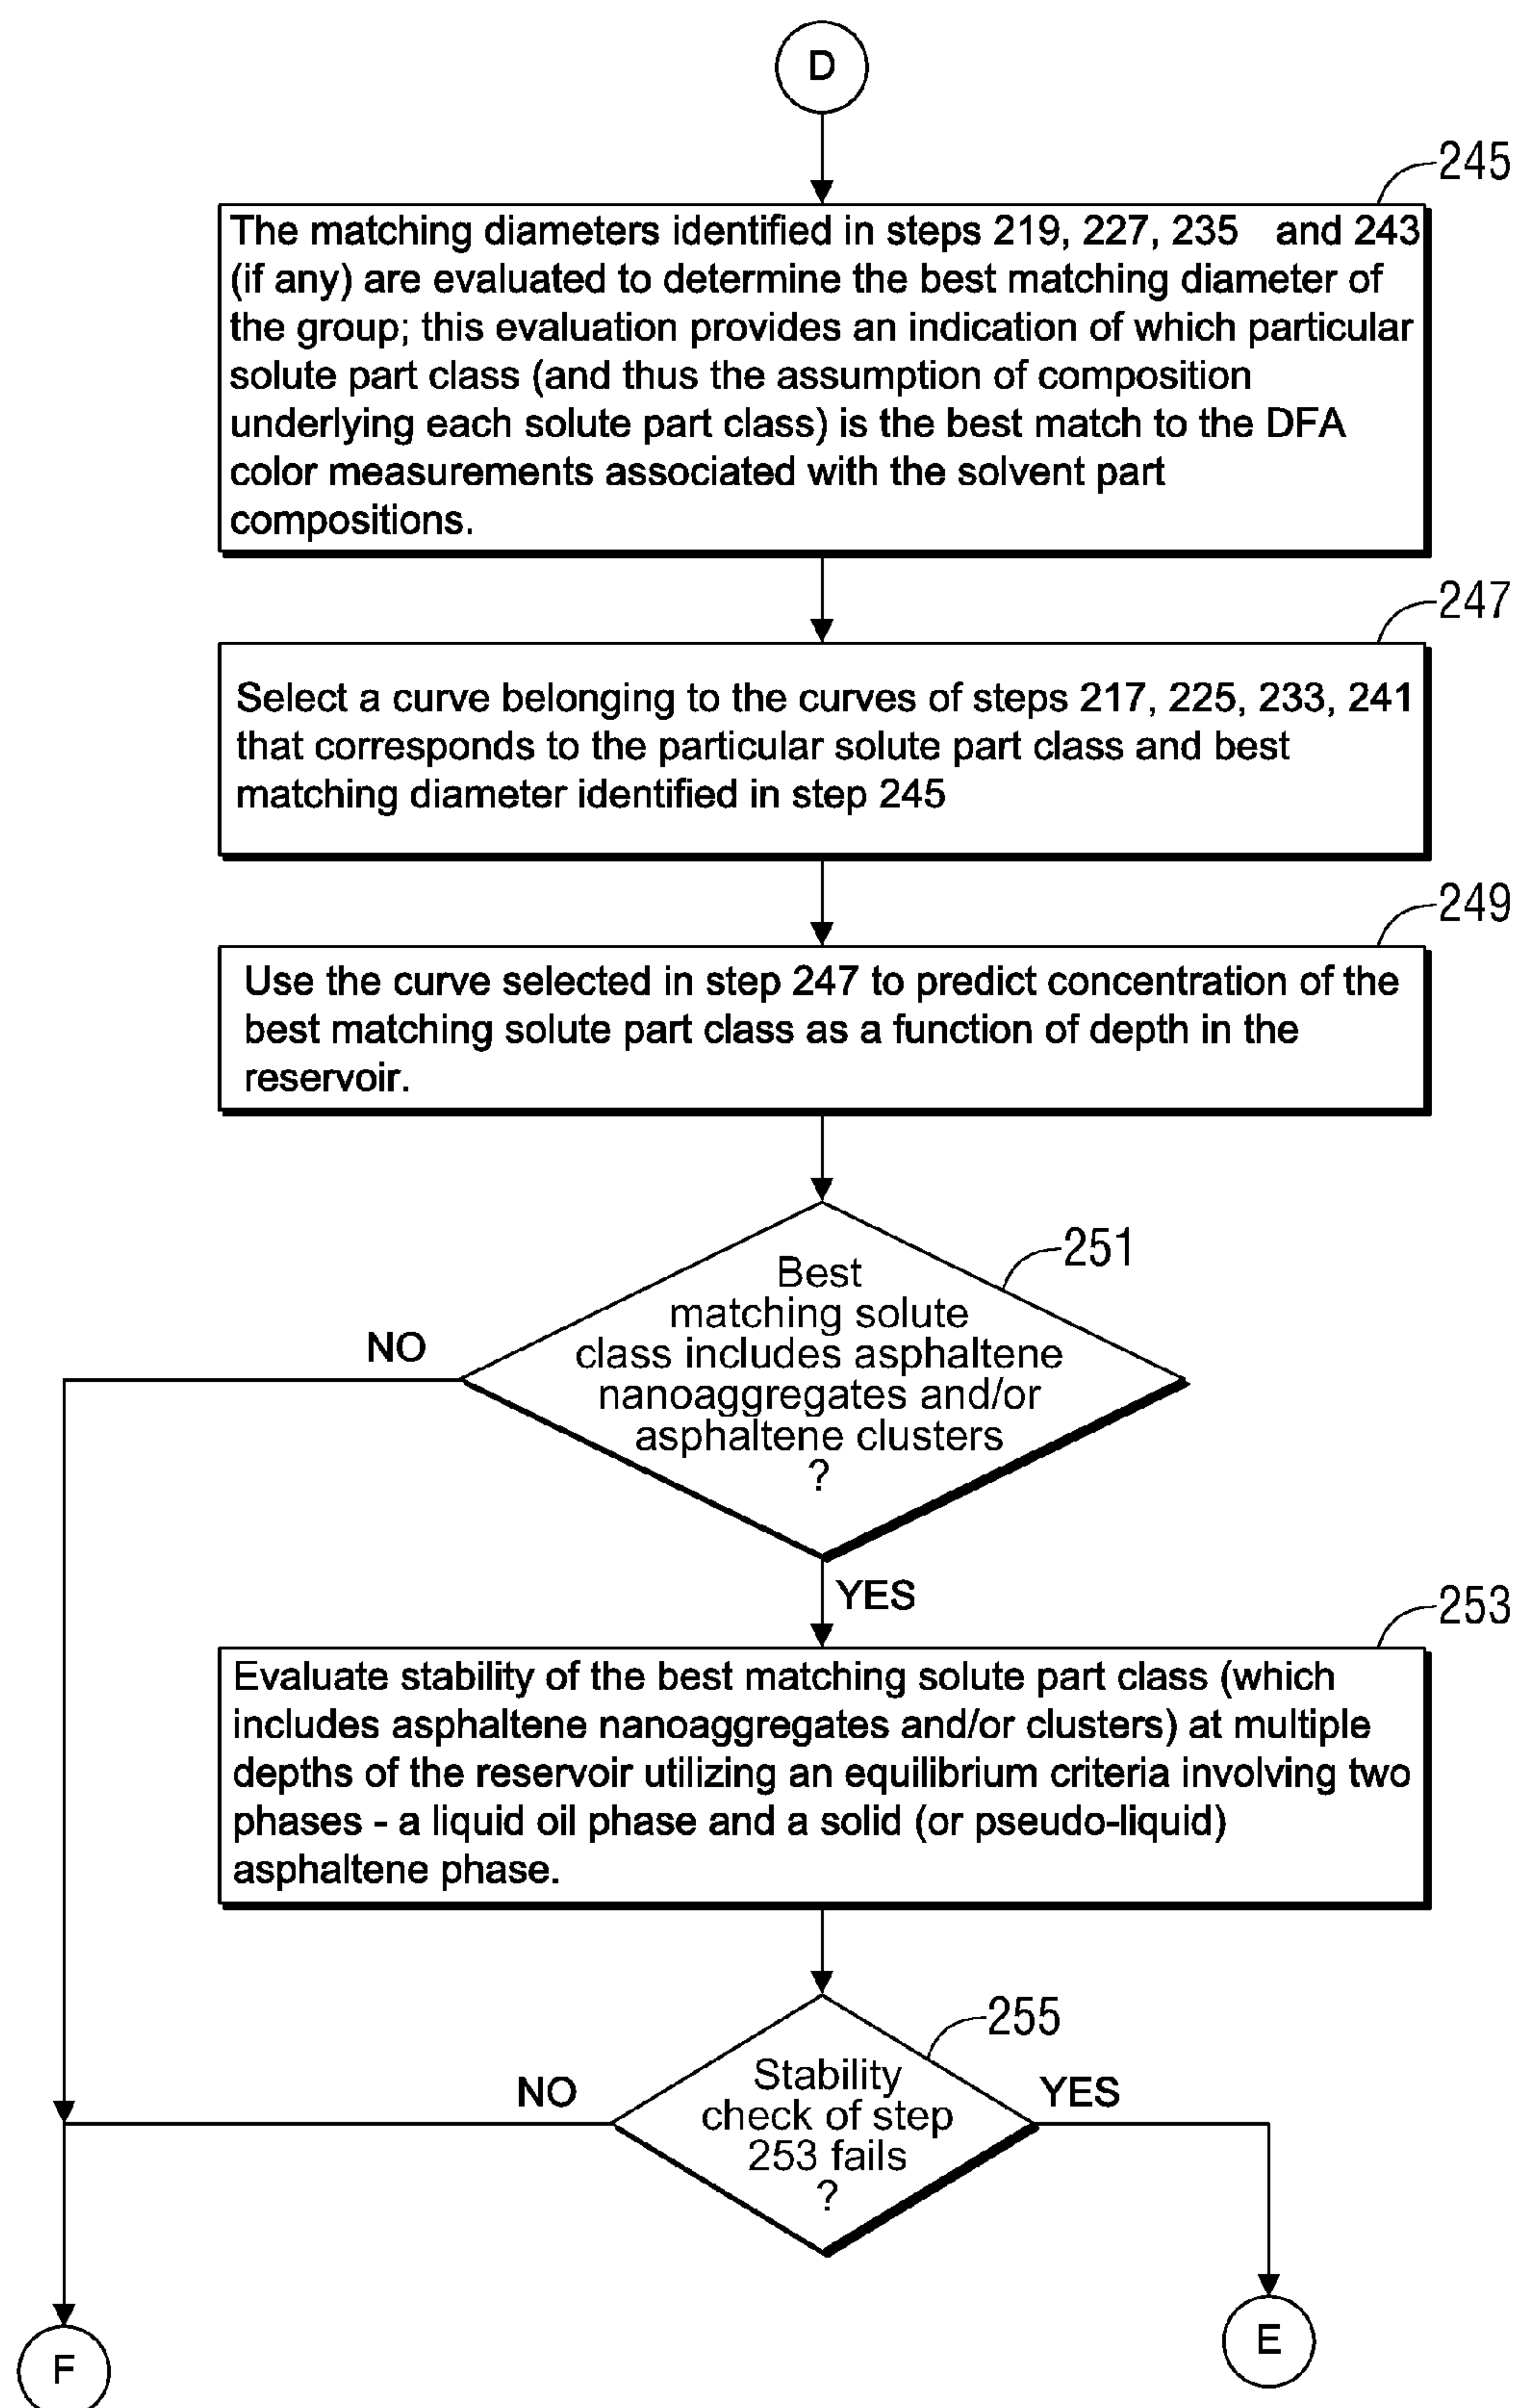 D
245
The matching diameters identified in steps 219, 227, 235 and 243
(if any) are evaluated to determine the best matching diameter of
the group; this evaluation provides an indication of which particular
solute part class (and thus the assumption of composition
underlying each solute part class) is the best match to the DFA
color measurements associated with the solvent part
compositions.
247
Select a curve belonging to the curves of steps 217, 225, 233, 241
that corresponds to the particular solute part class and best
matching diameter identified in step 245
249
Use the curve selected in step 247 to predict concentration of the
best matching solute part class as a function of depth in the
reservoir.
251
Best
matching solute
class includes asphaltene
nanoaggregates and/or
asphaltene clusters
?
NO
YES
253
Evaluate stability of the best matching solute part class (which
includes asphaltene nanoaggregates and/or clusters) at multiple
depths of the reservoir utilizing an equilibrium criteria involving two
phases - a liquid oil phase and a solid (or pseudo-liquid)
asphaltene phase.
255
Stability
check of step
253 fails
?
NO
YES
E
F